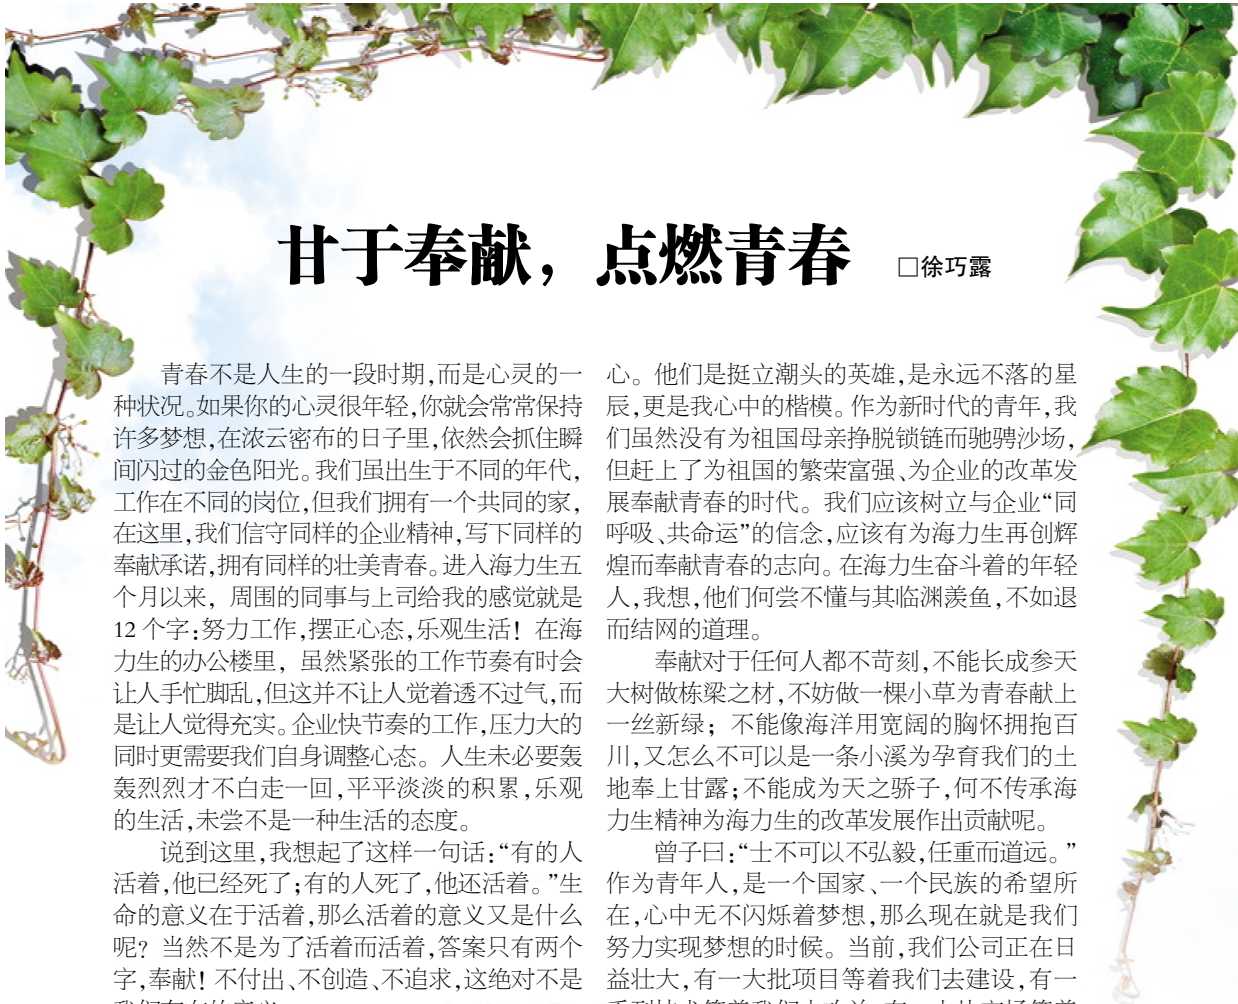 甘于奉献，点燃青春
□徐巧露
青春不是人生的一段时期,而是心灵的一
种状况。如果你的心灵很年轻,你就会常常保持
许多梦想,在浓云密布的日子里,依然会抓住瞬
间闪过的金色阳光。我们虽出生于不同的年代,
工作在不同的岗位,但我们拥有一个共同的家,
在这里,我们信守同样的企业精神,写下同样的
奉献承诺,拥有同样的壮美青春。进入海力生五
个月以来，周围的同事与上司给我的感觉就是
12 个字:努力工作,摆正心态,乐观生活！在海
力生的办公楼里，虽然紧张的工作节奏有时会
让人手忙脚乱,但这并不让人觉着透不过气,而
是让人觉得充实。企业快节奏的工作,压力大的
同时更需要我们自身调整心态。人生未必要轰
轰烈烈才不白走一回,平平淡淡的积累,乐观
的生活,未尝不是一种生活的态度。
说到这里,我想起了这样一句话:“有的人
活着,他已经死了;有的人死了,他还活着。”生
命的意义在于活着,那么活着的意义又是什么
呢？当然不是为了活着而活着,答案只有两个
字,奉献！不付出、不创造、不追求,这绝对不是
心。他们是挺立潮头的英雄,是永远不落的星
辰,更是我心中的楷模。作为新时代的青年,我
们虽然没有为祖国母亲挣脱锁链而驰骋沙场,
但赶上了为祖国的繁荣富强、为企业的改革发
展奉献青春的时代。我们应该树立与企业“同
呼吸、共命运”的信念,应该有为海力生再创辉
煌而奉献青春的志向。在海力生奋斗着的年轻
人,我想,他们何尝不懂与其临渊羡鱼,不如退
而结网的道理。
奉献对于任何人都不苛刻,不能长成参天
大树做栋梁之材,不妨做一棵小草为青春献上
一丝新绿；不能像海洋用宽阔的胸怀拥抱百
川,又怎么不可以是一条小溪为孕育我们的土
地奉上甘露;不能成为天之骄子,何不传承海
力生精神为海力生的改革发展作出贡献呢。
曾子曰:“士不可以不弘毅,任重而道远。”
作为青年人,是一个国家、一个民族的希望所
在,心中无不闪烁着梦想,那么现在就是我们
努力实现梦想的时候。当前,我们公司正在日
益壮大,有一大批项目等着我们去建设,有一